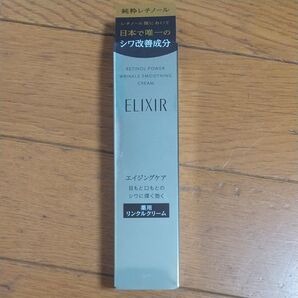 純粋レチノール
レチノール類において
日本で唯一の
シワ改善成分
RETINOL POWER
WRINKLE SMOOTHING
CREAM
ELIXIR
エイジングケア
目もと口もとの
シワに深く効く
薬用
リンクルクリーム